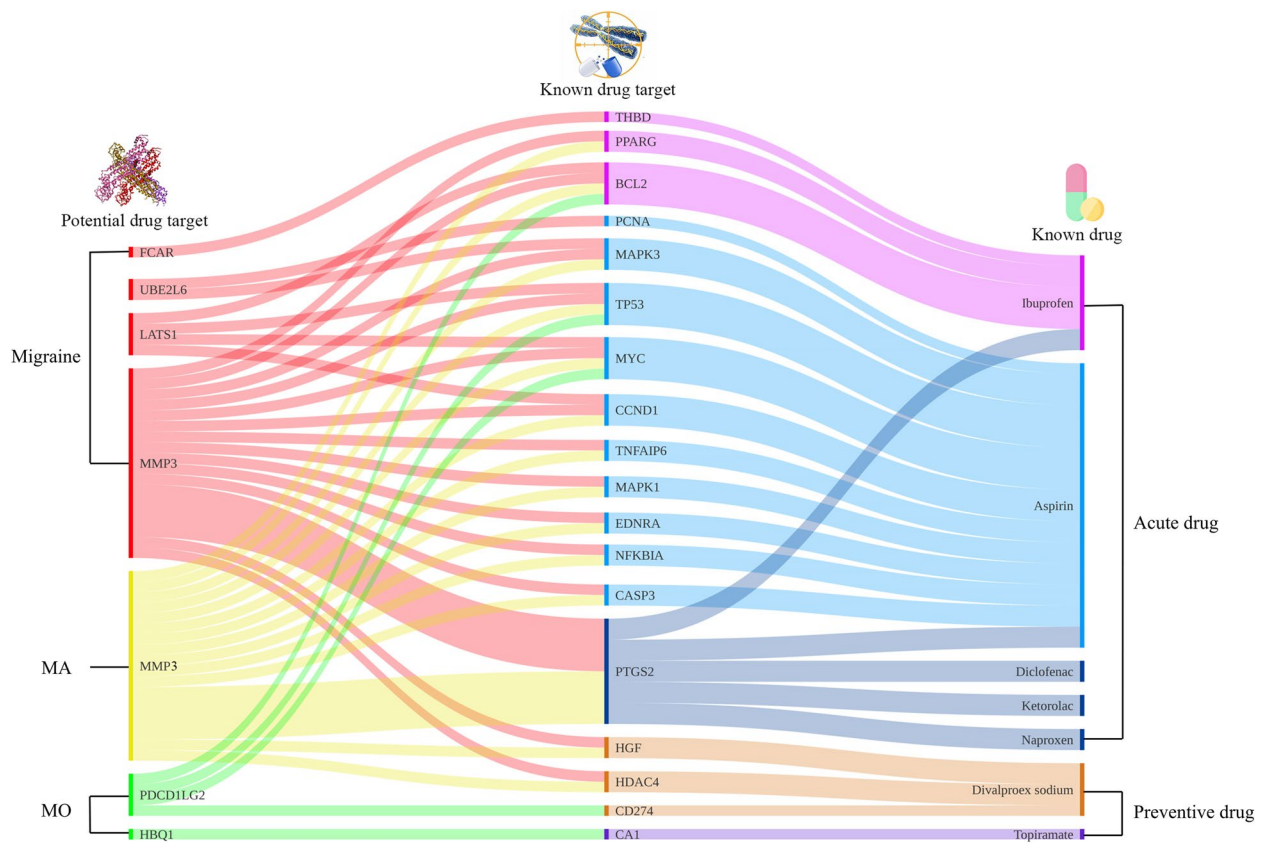 Known drug target
Potential drug target
Known drug
Migraine
MA
MO
FCAR
UBE2L6
LATS1
MMP3
MMP3
PDCD1LG2
HBQ1
THBD
PPARG
BCL2
PCNA
MAPK3
TP53
MYC
CCND1
TNFAIP6
MAPK1
EDNRA
NFKBIA
CASP3
PTGS2
HGF
HDAC4
CD274
CA1
Ibuprofen
Aspirin
Diclofenac
Ketorolac
Naproxen
Divalproex sodium
Topiramate
Acute drug
Preventive drug